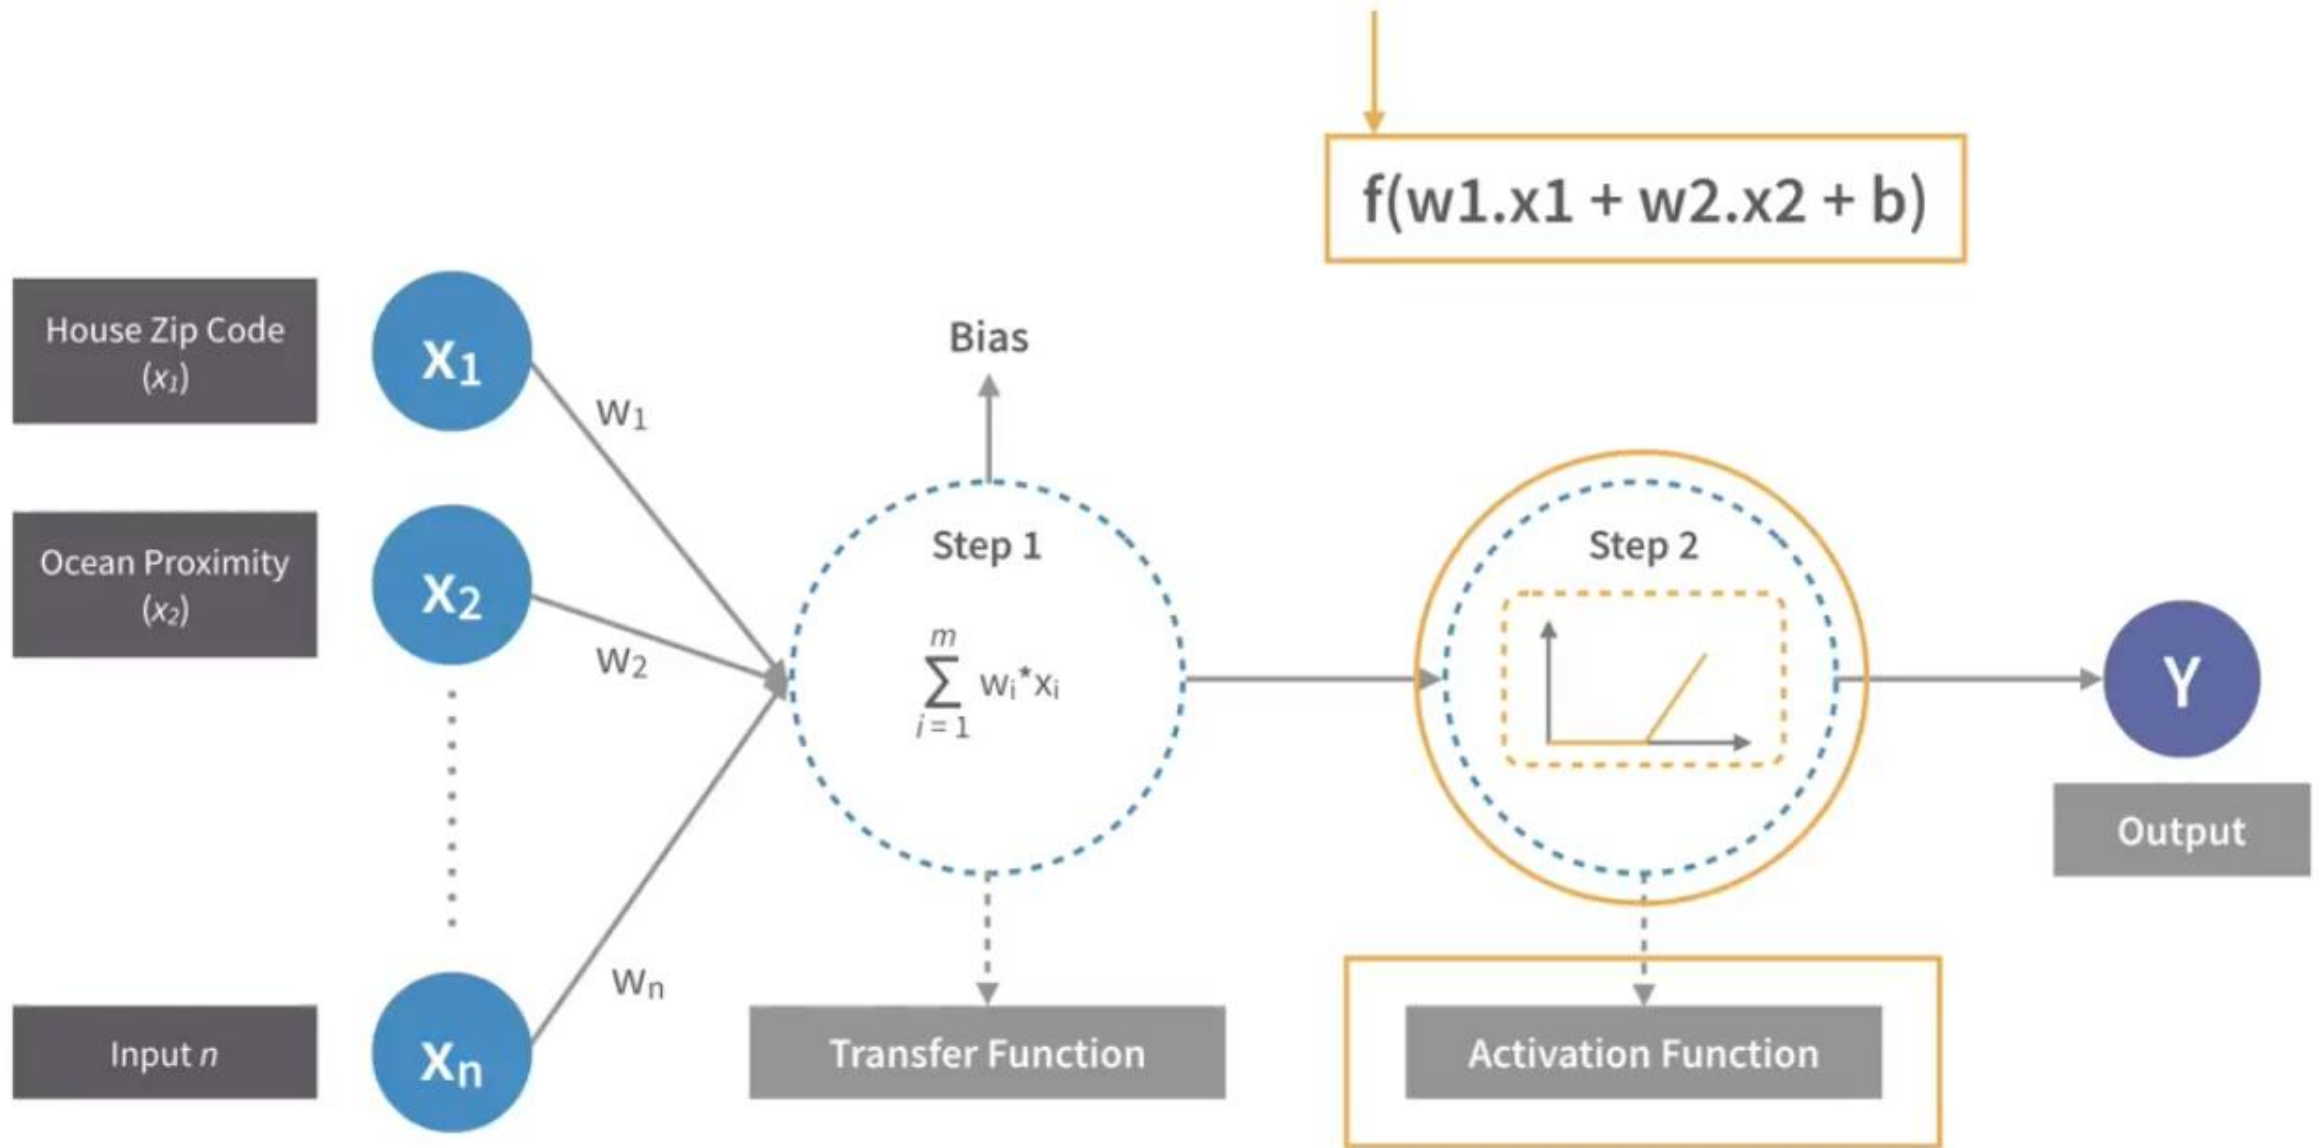 f(w1.x1 + w2.x2 + b)
House Zip Code
(x₁)
x₁
w₁
Bias
Ocean Proximity
(x₂)
x₂
w₂
Step 1
m
∑ wᵢ*xᵢ
i = 1
Step 2
Y
Output
Input n
xₙ
wₙ
Transfer Function
Activation Function